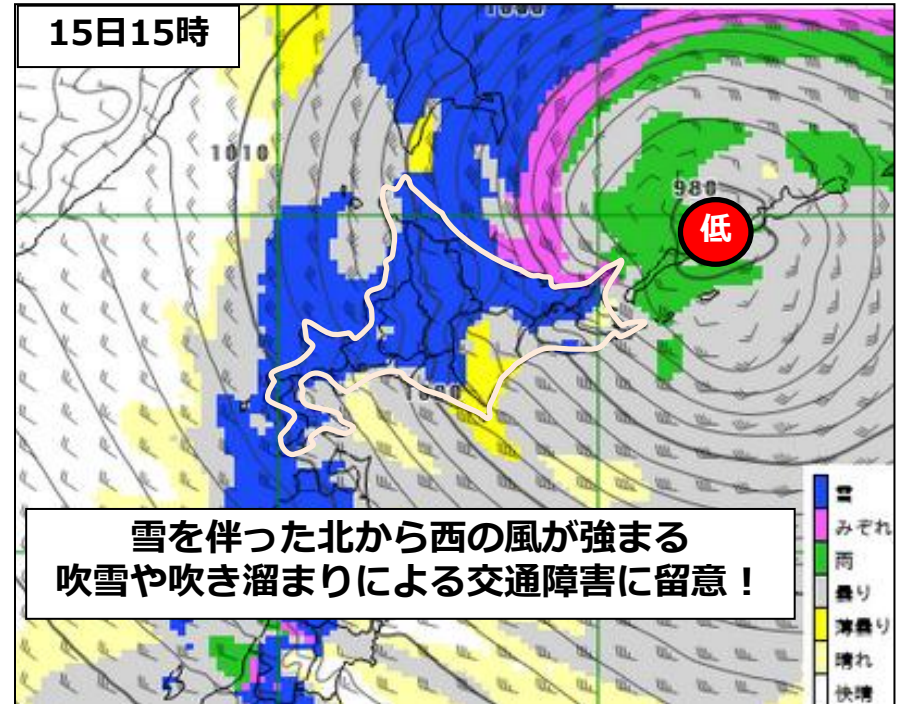 15日15時
1010
980
低
1000
雪を伴った北から西の風が強まる
吹雪や吹き溜まりによる交通障害に留意！
雪
みぞれ
雨
曇り
薄曇り
晴れ
快晴